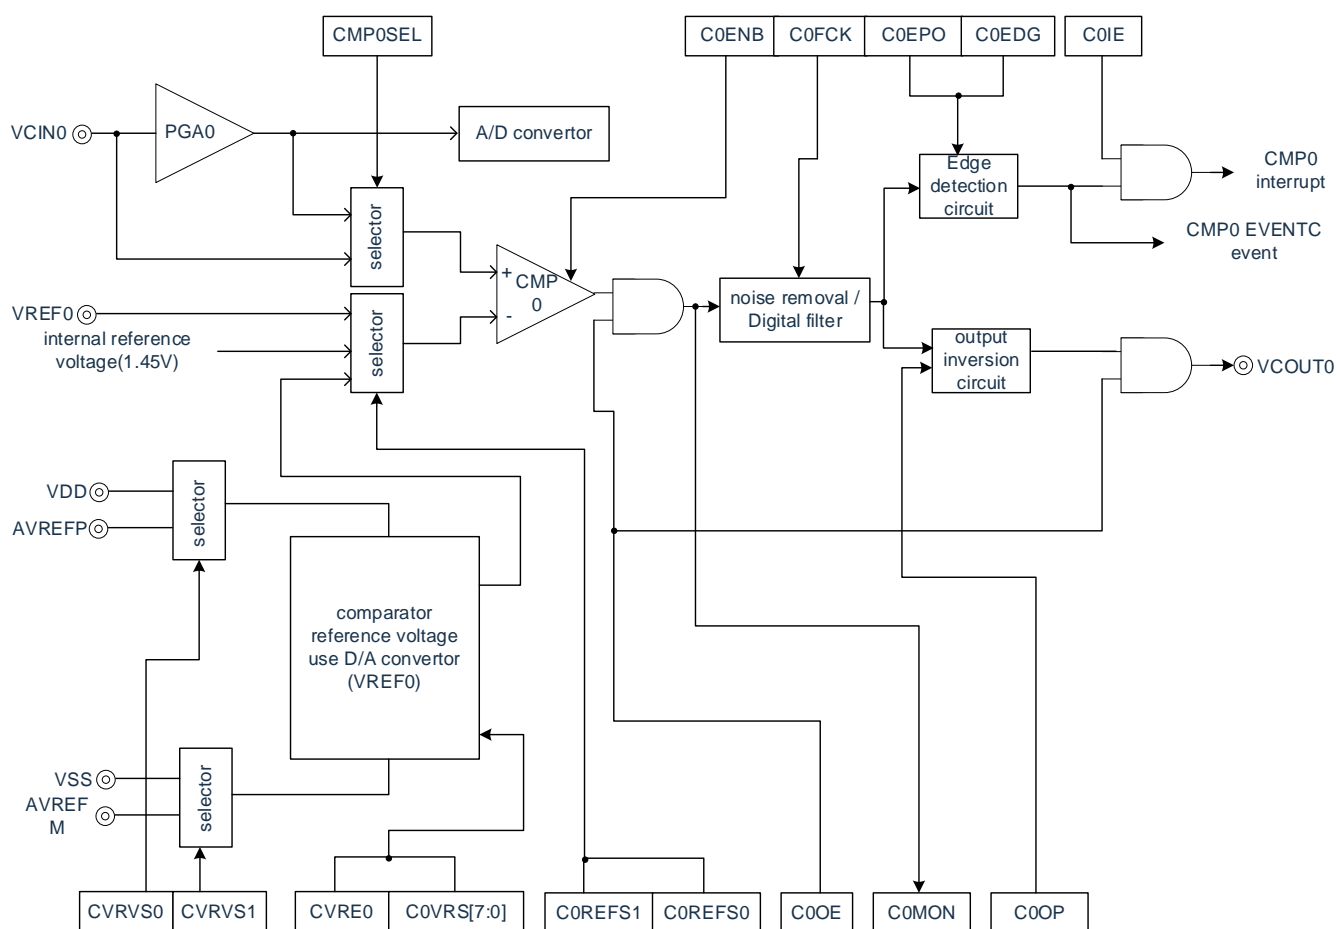 CMP0SEL
C0ENB
C0FCK
C0EPO
C0EDG
C0IE
VCIN0
PGA0
A/D convertor
Edge
detection
circuit
CMP0
interrupt
CMP0 EVENTC
event
selector
+
CMP
0
-
noise removal /
Digital filter
VREF0
internal reference
voltage(1.45V)
selector
output
inversion
circuit
VCOUT0
VDD
AVREFP
selector
comparator
reference voltage
use D/A convertor
(VREF0)
VSS
AVREF
M
selector
CVRVS0
CVRVS1
CVRE0
C0VRS[7:0]
C0REFS1
C0REFS0
C0OE
C0MON
C0OP